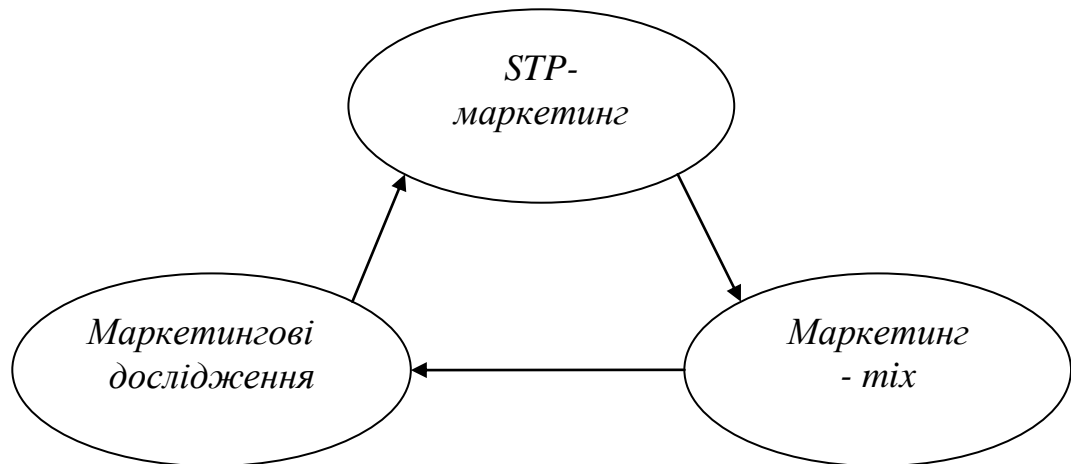 STP-
маркетинг
Маркетингові
дослідження
Маркетинг
- mix